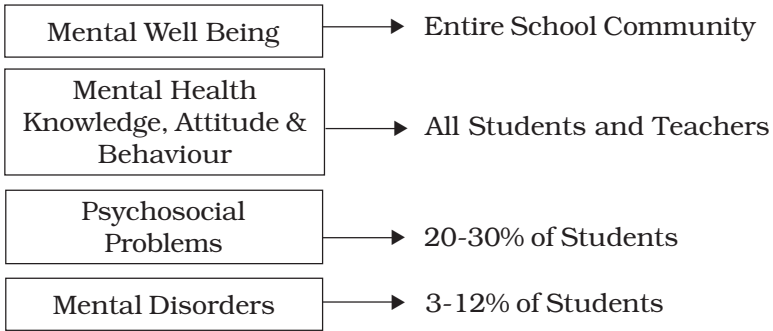 Mental Well Being
Entire School Community
Mental Health
Knowledge, Attitude &
Behaviour
All Students and Teachers
Psychosocial
Problems
20-30% of Students
Mental Disorders
3-12% of Students